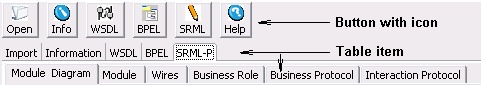 Open Info WSDL BPEL SRML Help Button with icon
Import Information WSDL BPEL SRML-P Table item
Module Diagram Module Wires Business Role Business Protocol Interaction Protocol